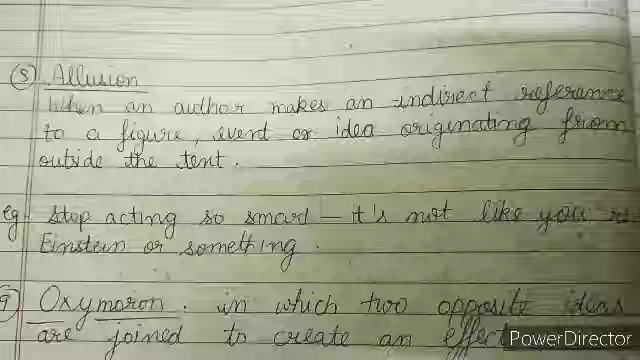 (8) Allusion
When an author makes an indirect referance
to a figure, event or idea originating from
outside the text.
eg stop acting so smart – it's not like you
Einstein or something.
9) Oxymoron. in which two opposite ideas
are joined to create an effect
PowerDirector